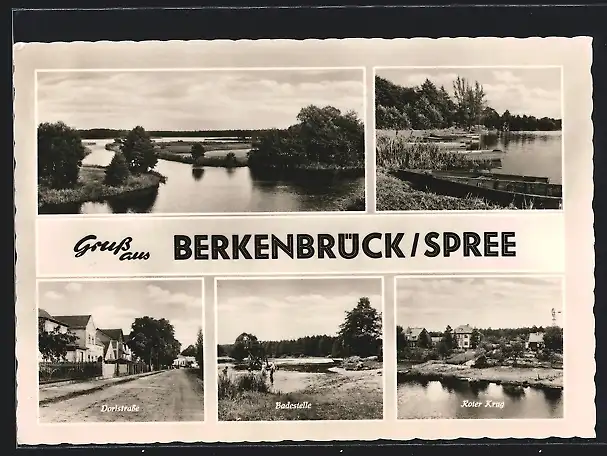 Gruß aus BERKENBRÜCK/SPREE
Dorfstraße
Badestelle
Roter Krug